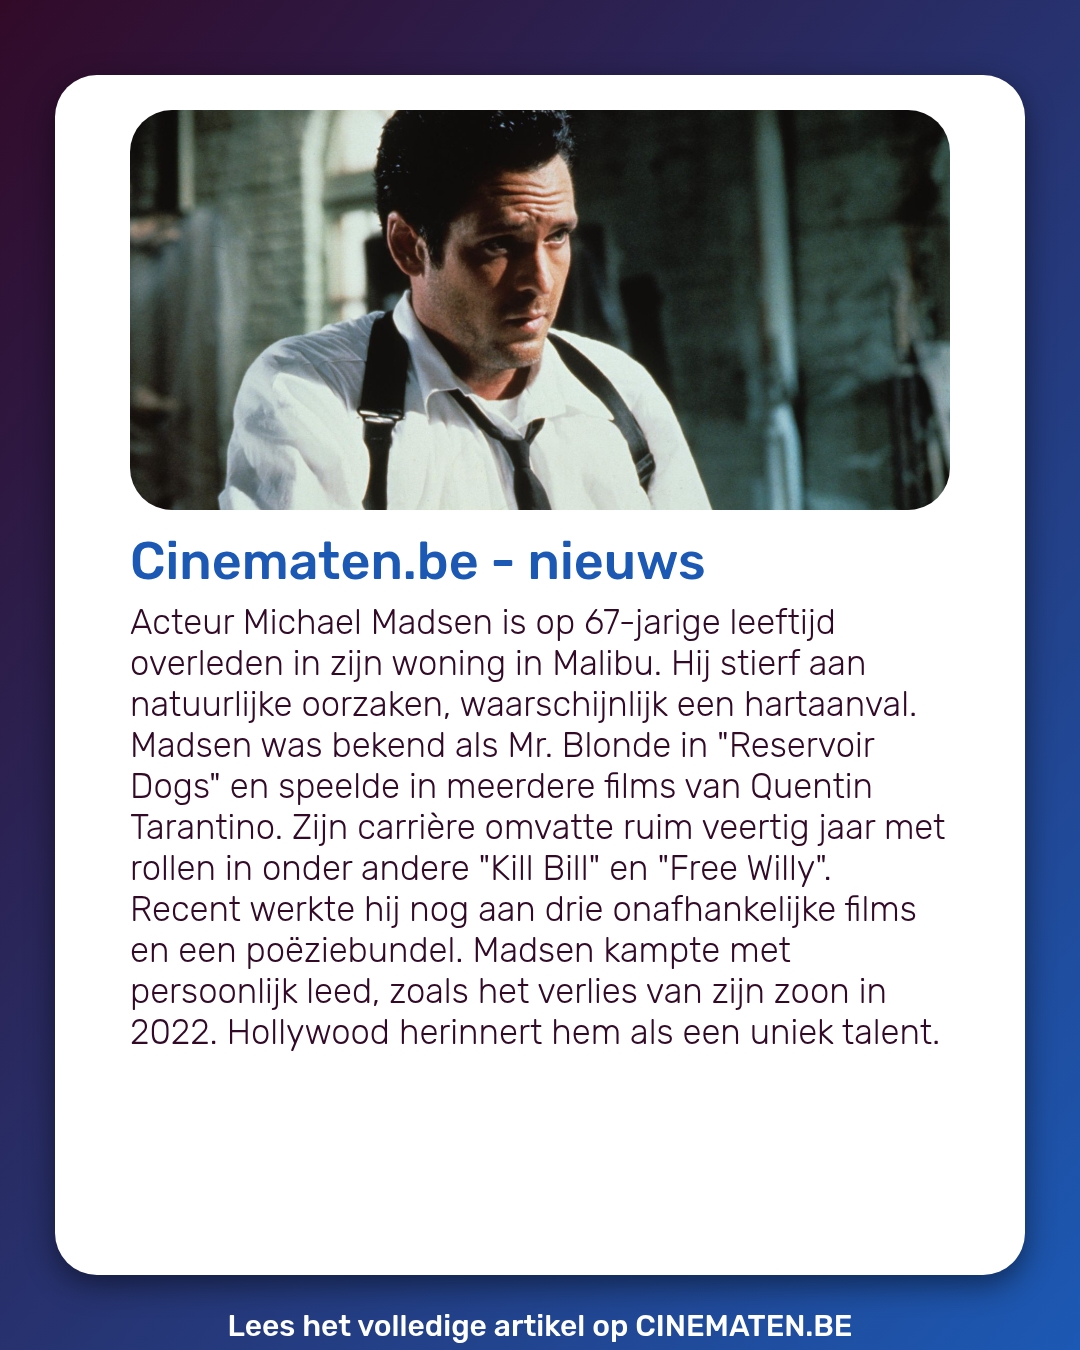 Cinematen.be - nieuws
Acteur Michael Madsen is op 67-jarige leeftijd
overleden in zijn woning in Malibu. Hij stierf aan
natuurlijke oorzaken, waarschijnlijk een hartaanval.
Madsen was bekend als Mr. Blonde in "Reservoir
Dogs" en speelde in meerdere films van Quentin
Tarantino. Zijn carrière omvatte ruim veertig jaar met
rollen in onder andere "Kill Bill" en "Free Willy".
Recent werkte hij nog aan drie onafhankelijke films
en een poëziebundel. Madsen kampte met
persoonlijk leed, zoals het verlies van zijn zoon in
2022. Hollywood herinnert hem als een uniek talent.
Lees het volledige artikel op CINEMATEN.BE